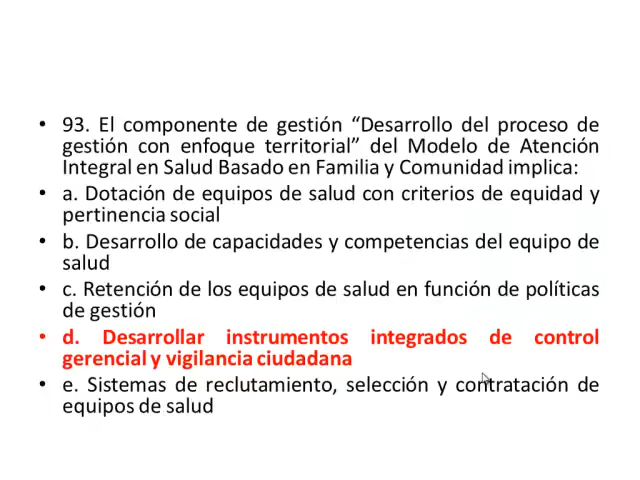 • 93. El componente de gestión “Desarrollo del proceso de
gestión con enfoque territorial” del Modelo de Atención
Integral en Salud Basado en Familia y Comunidad implica:
• a. Dotación de equipos de salud con criterios de equidad y
pertinencia social
• b. Desarrollo de capacidades y competencias del equipo de
salud
• c. Retención de los equipos de salud en función de políticas
de gestión
• d. Desarrollar instrumentos integrados de control
gerencial y vigilancia ciudadana
• e. Sistemas de reclutamiento, selección y contratación de
equipos de salud